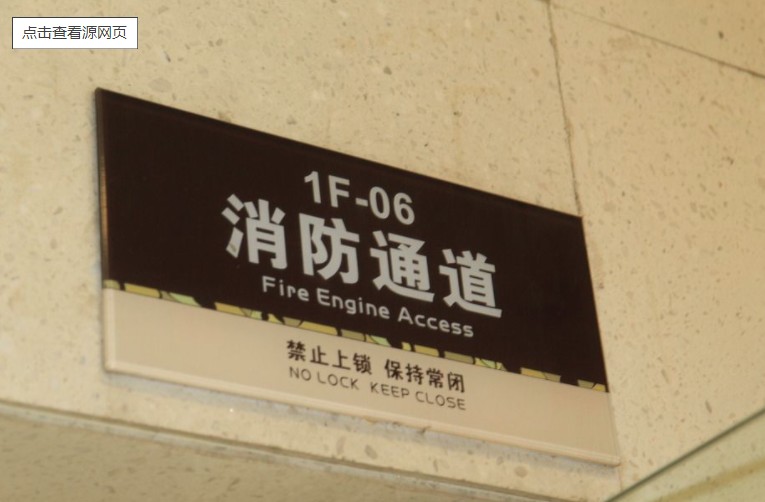 点击查看源网页
1F-06
消防通道
Fire Engine Access
禁止上锁 保持常闭
NO LOCK KEEP CLOSE